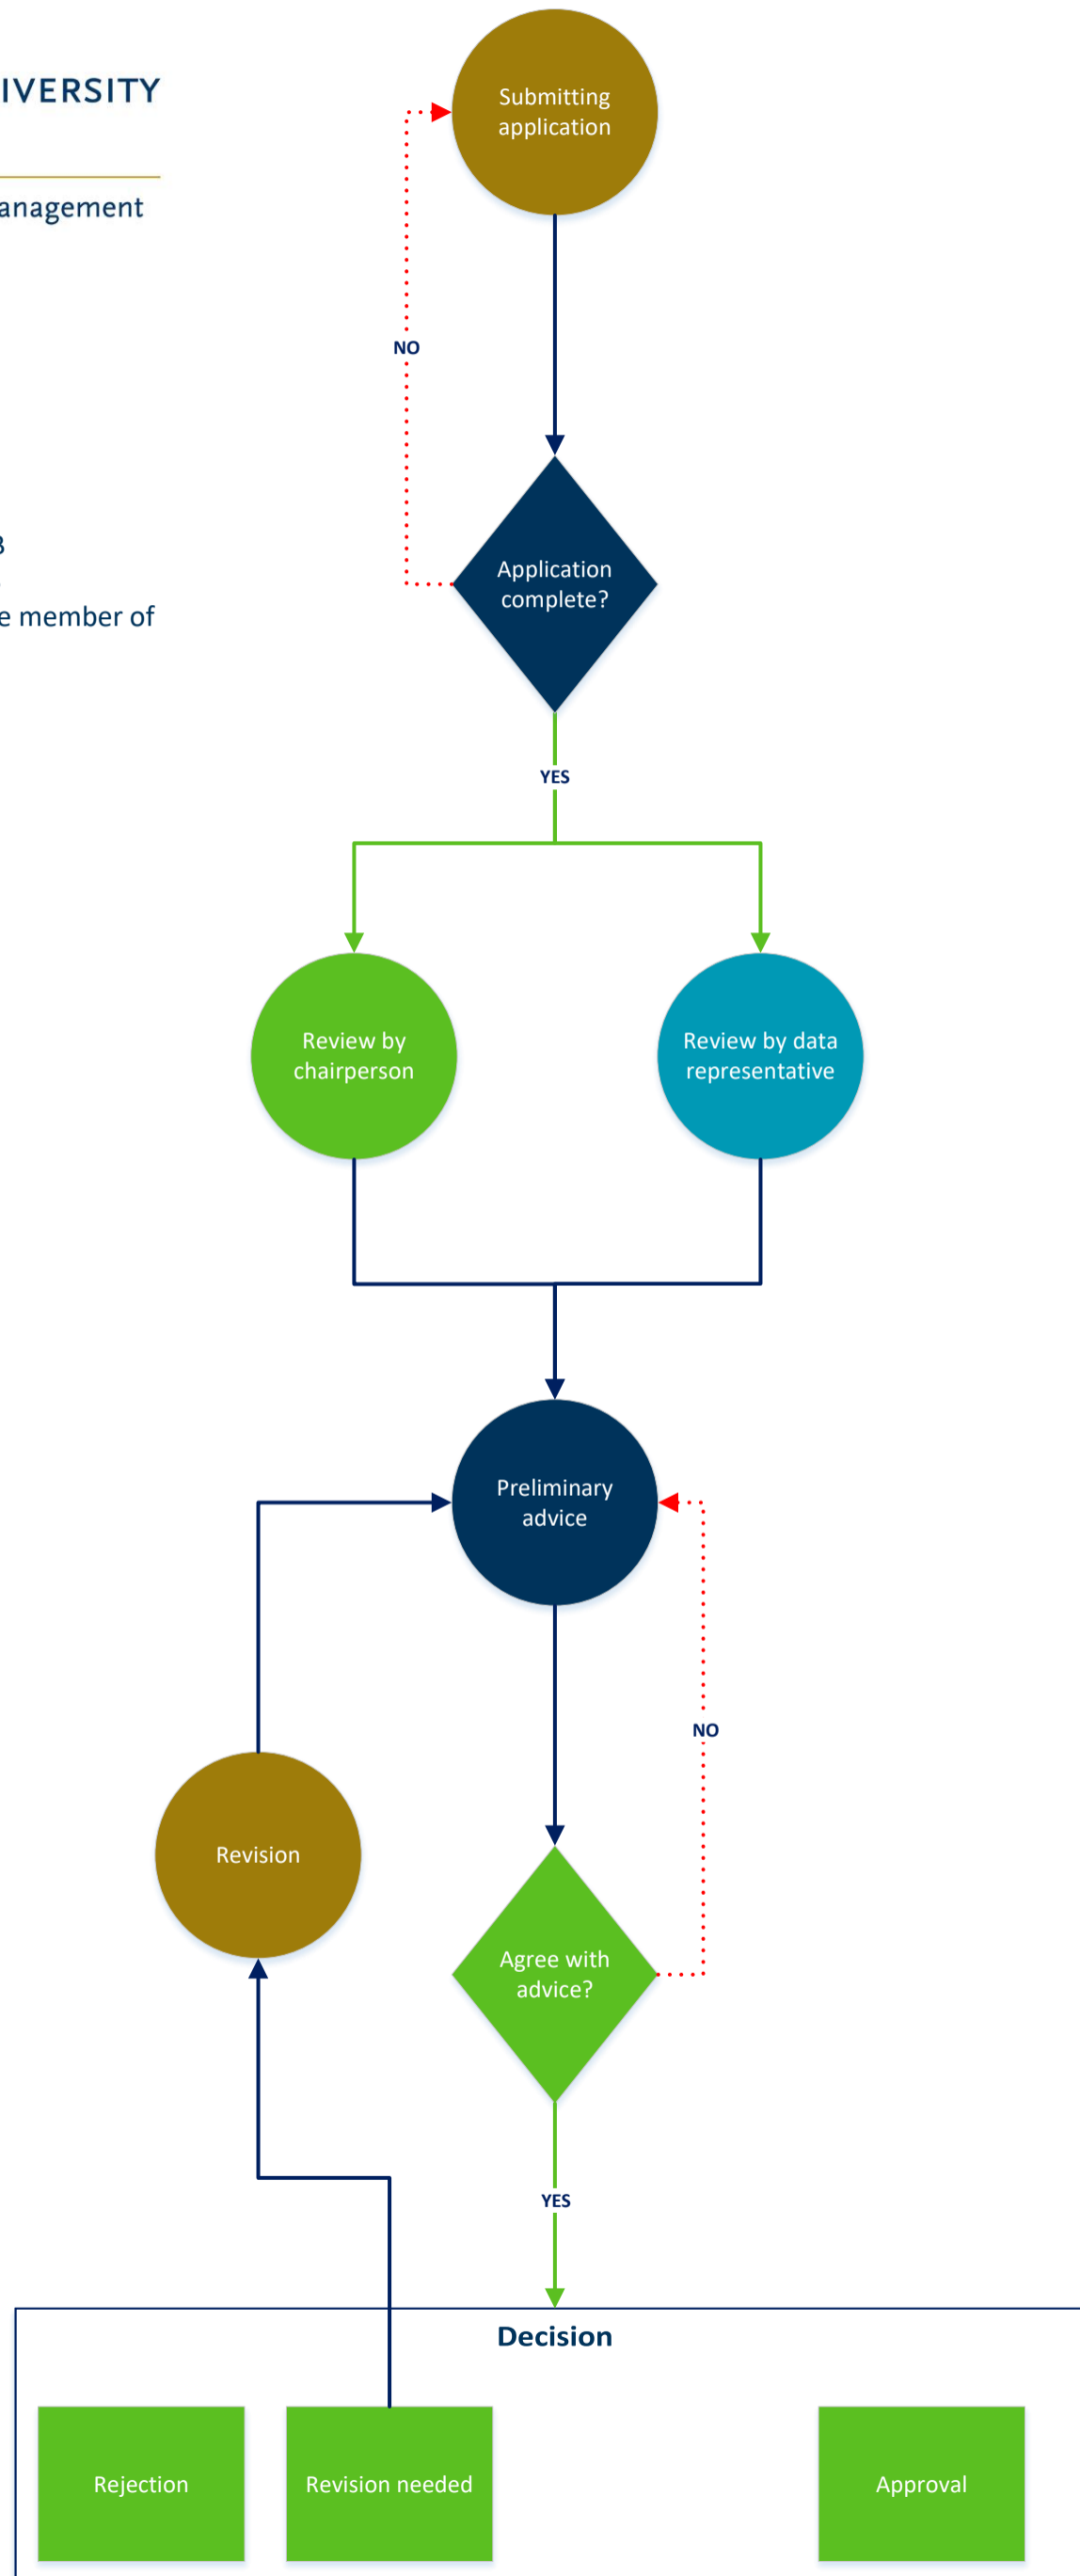 IVERSITY
anagement
e member of
Submitting
application
NO
Application
complete?
YES
Review by
chairperson
Review by data
representative
Preliminary
advice
NO
Revision
Agree with
advice?
YES
Decision
Rejection
Revision needed
Approval